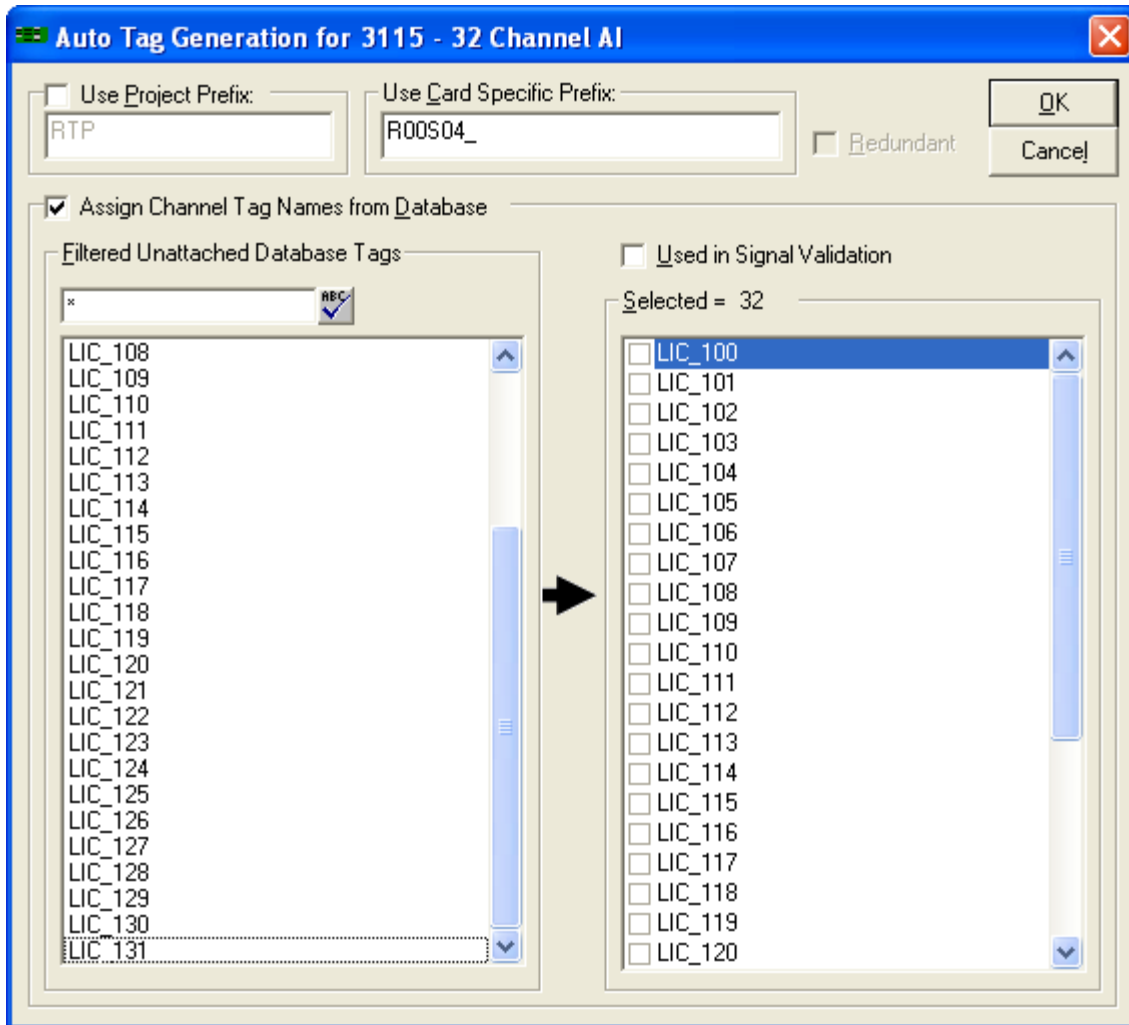 Auto Tag Generation for 3115 - 32 Channel AI
Use Project Prefix:
RTP
Use Card Specific Prefix:
R00S04_
Redundant
OK
Cancel
Assign Channel Tag Names from Database
Filtered Unattached Database Tags
*
ABC
LIC_108
LIC_109
LIC_110
LIC_111
LIC_112
LIC_113
LIC_114
LIC_115
LIC_116
LIC_117
LIC_118
LIC_119
LIC_120
LIC_121
LIC_122
LIC_123
LIC_124
LIC_125
LIC_126
LIC_127
LIC_128
LIC_129
LIC_130
LIC_131
Used in Signal Validation
Selected = 32
LIC_100
LIC_101
LIC_102
LIC_103
LIC_104
LIC_105
LIC_106
LIC_107
LIC_108
LIC_109
LIC_110
LIC_111
LIC_112
LIC_113
LIC_114
LIC_115
LIC_116
LIC_117
LIC_118
LIC_119
LIC_120